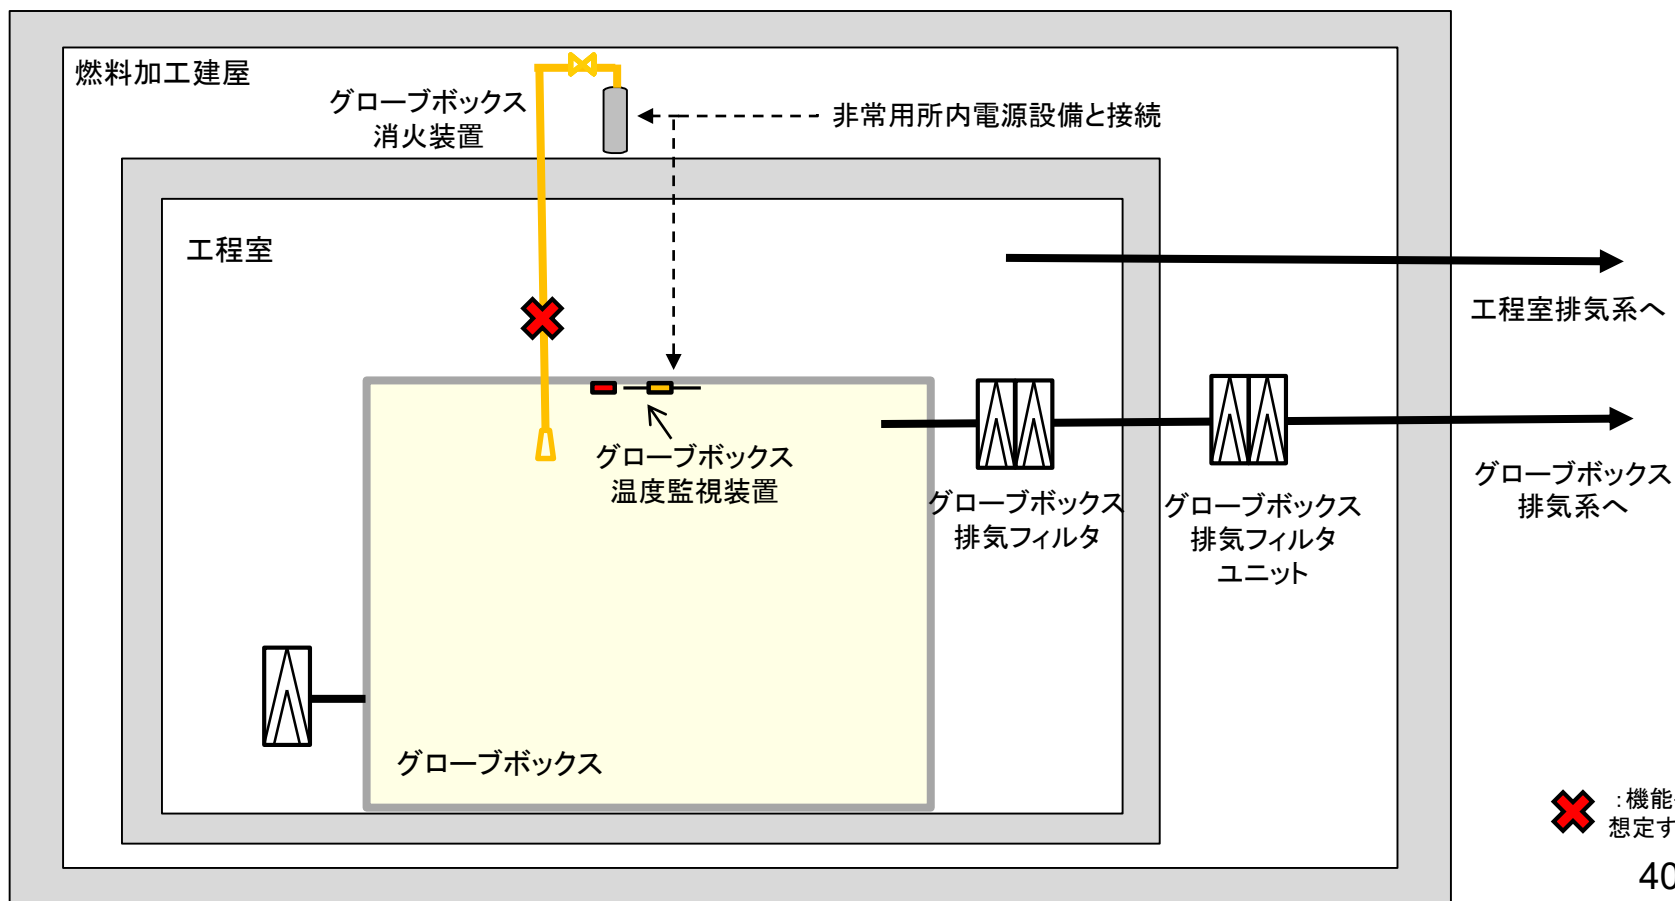 燃料加工建屋
グローブボックス
消火装置
非常用所内電源設備と接続
工程室
工程室排気系へ
グローブボックス
温度監視装置
グローブボックス
排気フィルタ
グローブボックス
排気フィルタ
ユニット
グローブボックス
排気系へ
グローブボックス
:機能
想定す
40